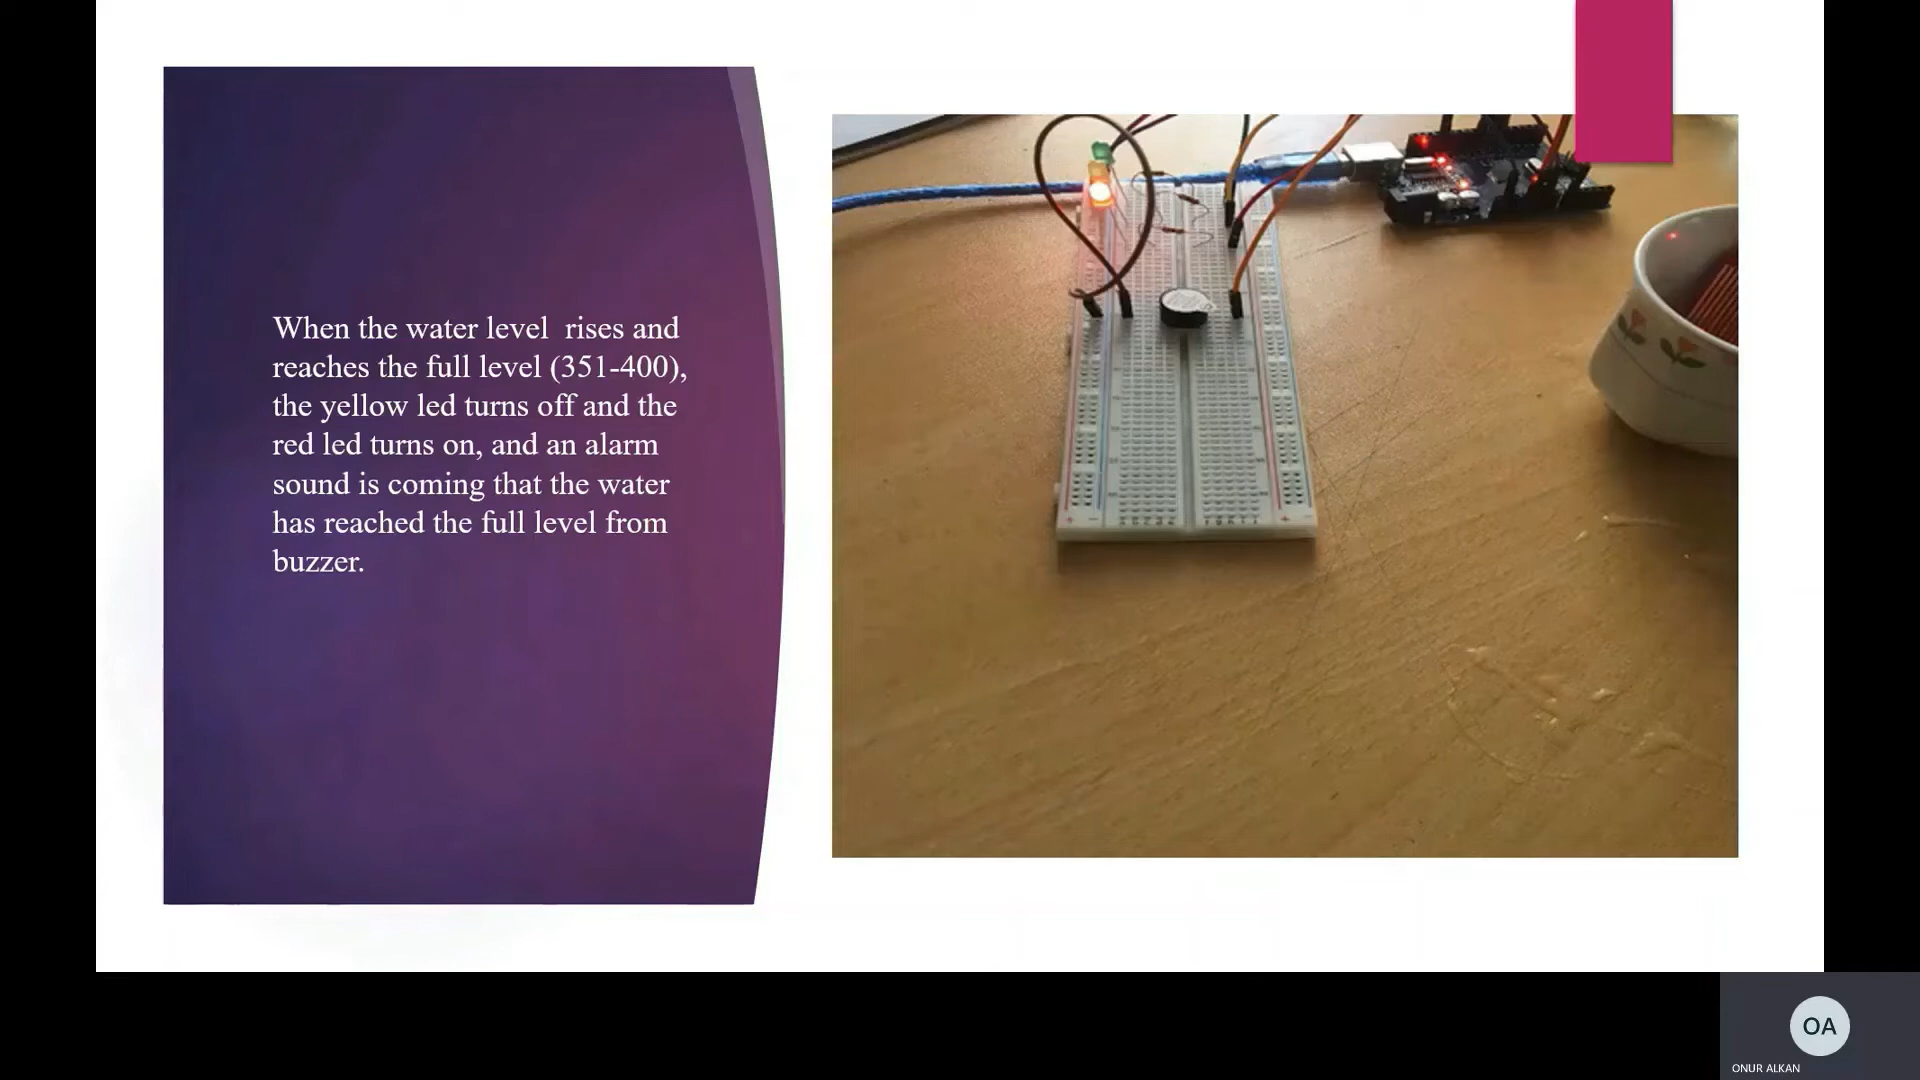 When the water level  rises and
reaches the full level (351-400),
the yellow led turns off and the
red led turns on, and an alarm
sound is coming that the water
has reached the full level from
buzzer.
OA
ONUR ALKAN